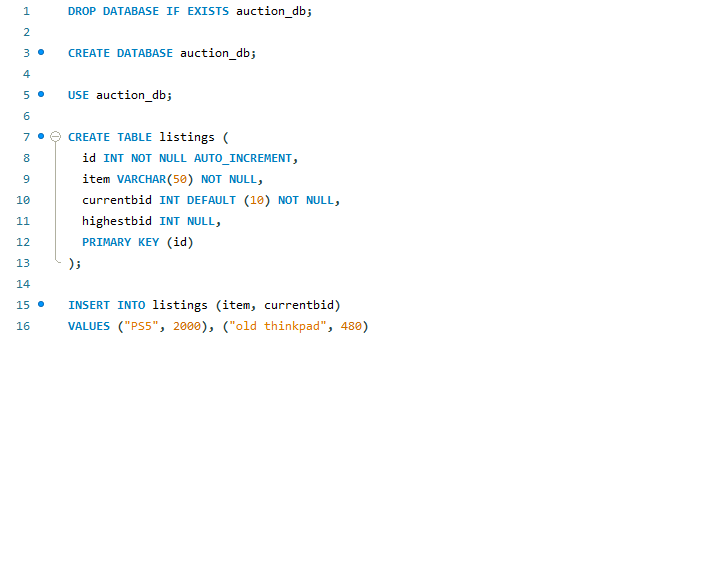 1 DROP DATABASE IF EXISTS auction_db;
2
3 CREATE DATABASE auction_db;
4
5 USE auction_db;
6
7 CREATE TABLE listings (
8 id INT NOT NULL AUTO_INCREMENT,
9 item VARCHAR(50) NOT NULL,
10 currentbid INT DEFAULT (10) NOT NULL,
11 highestbid INT NULL,
12 PRIMARY KEY (id)
13 );
14
15 INSERT INTO listings (item, currentbid)
16 VALUES ("PS5", 2000), ("old thinkpad", 480)